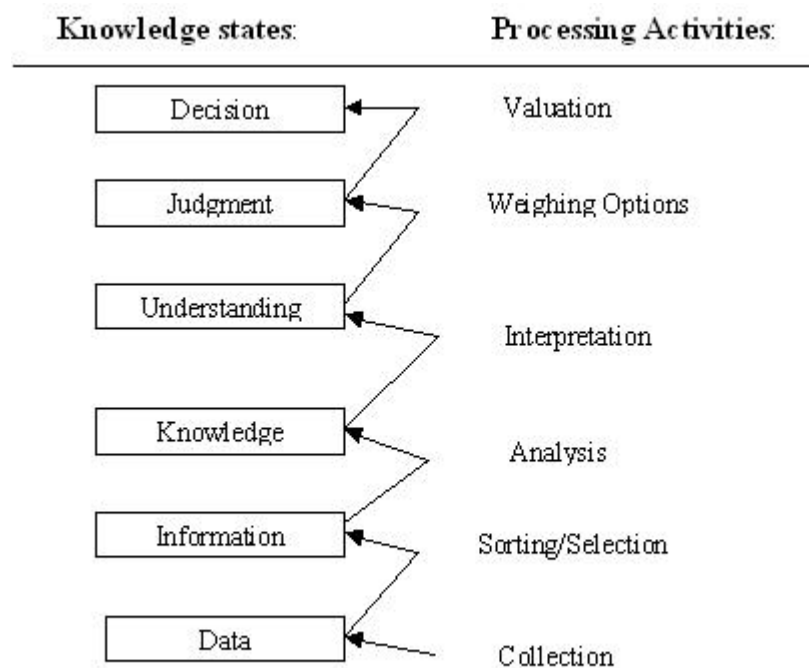 Knowledge states: Processing Activities:
Decision Valuation
Judgment Weighing Options
Understanding
Interpretation
Knowledge
Analysis
Information Sorting/Selection
Data
Collection